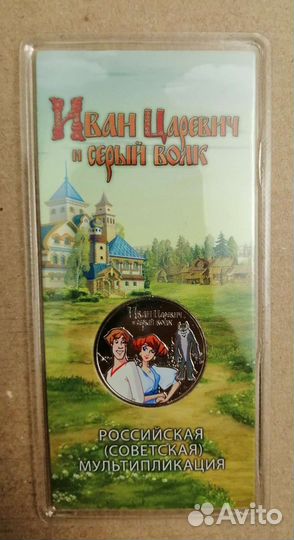 Иван Царевич
и серый волк
Иван Царевич
и серый волк
РОССИЙСКАЯ
(СОВЕТСКАЯ)
МУЛЬТИПЛИКАЦИЯ
Avito